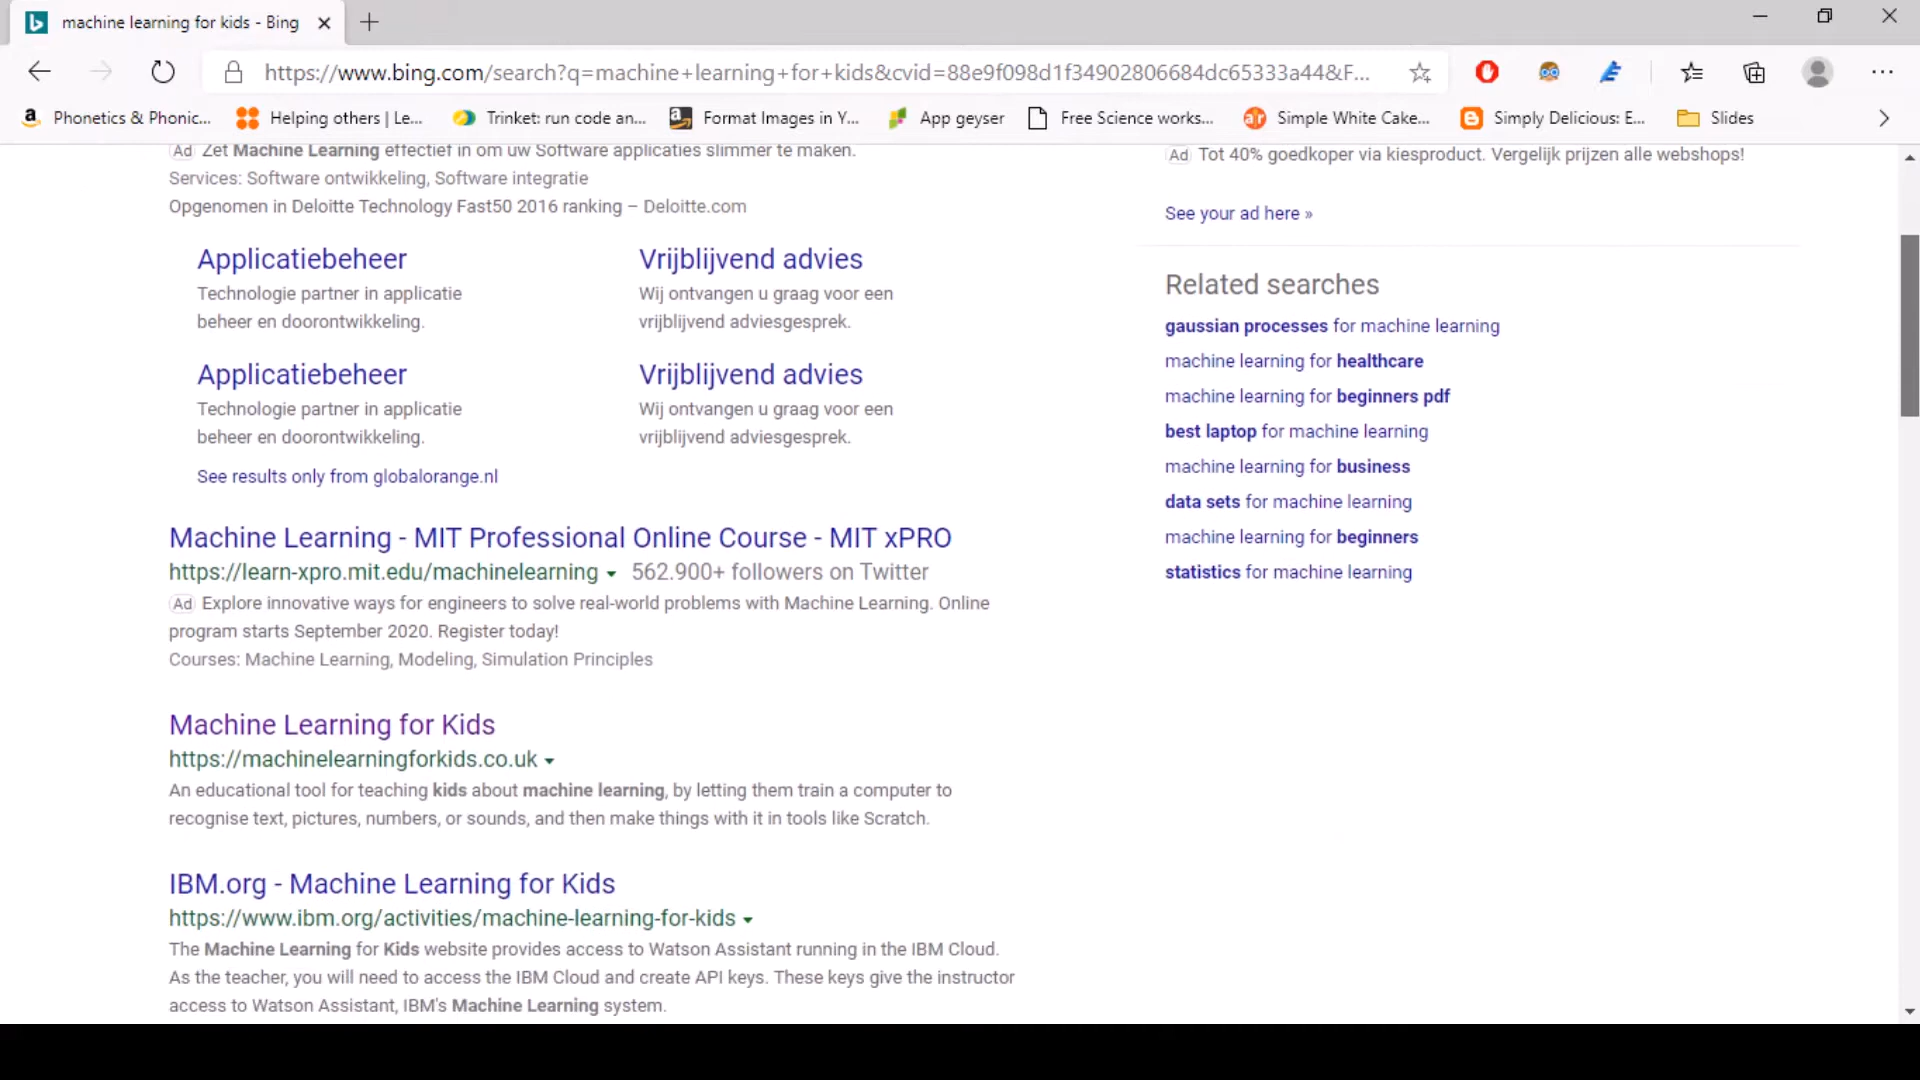 machine learning for kids - Bing
https://www.bing.com/search?q=machine+learning+for+kids&cvid=88e9f098d1f34902806684dc65333a44&F...
Phonetics & Phonic...
Helping others | Le...
Trinket: run code an...
Format Images in Y...
App geyser
Free Science works...
Simple White Cake...
Simply Delicious: E...
Slides
Ad Zet Machine Learning effectief in om uw Software applicaties slimmer te maken.
Services: Software ontwikkeling, Software integratie
Opgenomen in Deloitte Technology Fast50 2016 ranking – Deloitte.com
Applicatiebeheer
Technologie partner in applicatie
beheer en doorontwikkeling.
Vrijblijvend advies
Wij ontvangen u graag voor een
vrijblijvend adviesgesprek.
Applicatiebeheer
Technologie partner in applicatie
beheer en doorontwikkeling.
Vrijblijvend advies
Wij ontvangen u graag voor een
vrijblijvend adviesgesprek.
See results only from globalorange.nl
Machine Learning - MIT Professional Online Course - MIT xPRO
https://learn-xpro.mit.edu/machinelearning 562.900+ followers on Twitter
Ad Explore innovative ways for engineers to solve real-world problems with Machine Learning. Online
program starts September 2020. Register today!
Courses: Machine Learning, Modeling, Simulation Principles
Machine Learning for Kids
https://machinelearningforkids.co.uk
An educational tool for teaching kids about machine learning, by letting them train a computer to
recognise text, pictures, numbers, or sounds, and then make things with it in tools like Scratch.
IBM.org - Machine Learning for Kids
https://www.ibm.org/activities/machine-learning-for-kids
The Machine Learning for Kids website provides access to Watson Assistant running in the IBM Cloud.
As the teacher, you will need to access the IBM Cloud and create API keys. These keys give the instructor
access to Watson Assistant, IBM's Machine Learning system.
Ad Tot 40% goedkoper via kiesproduct. Vergelijk prijzen alle webshops!
See your ad here »
Related searches
gaussian processes for machine learning
machine learning for healthcare
machine learning for beginners pdf
best laptop for machine learning
machine learning for business
data sets for machine learning
machine learning for beginners
statistics for machine learning